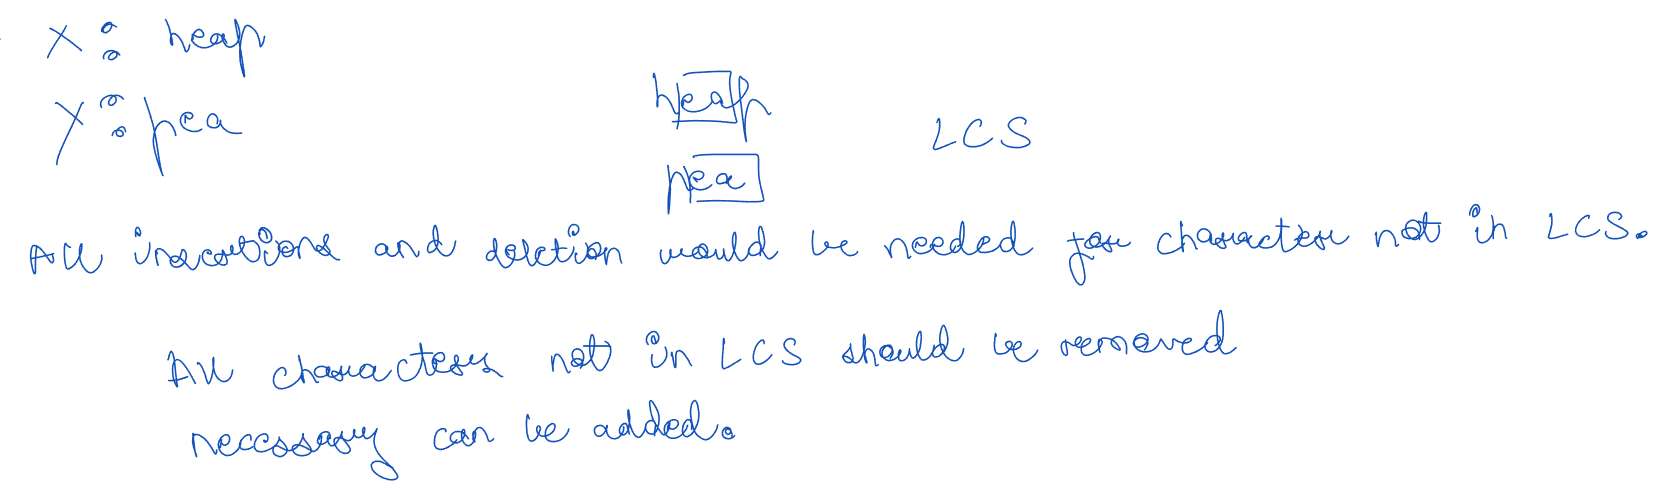 X : heap
Y : pea
heap
pea
LCS
All insertions and deletion would be needed for character not in LCS.
All characters not in LCS should be removed
necessary can be added.